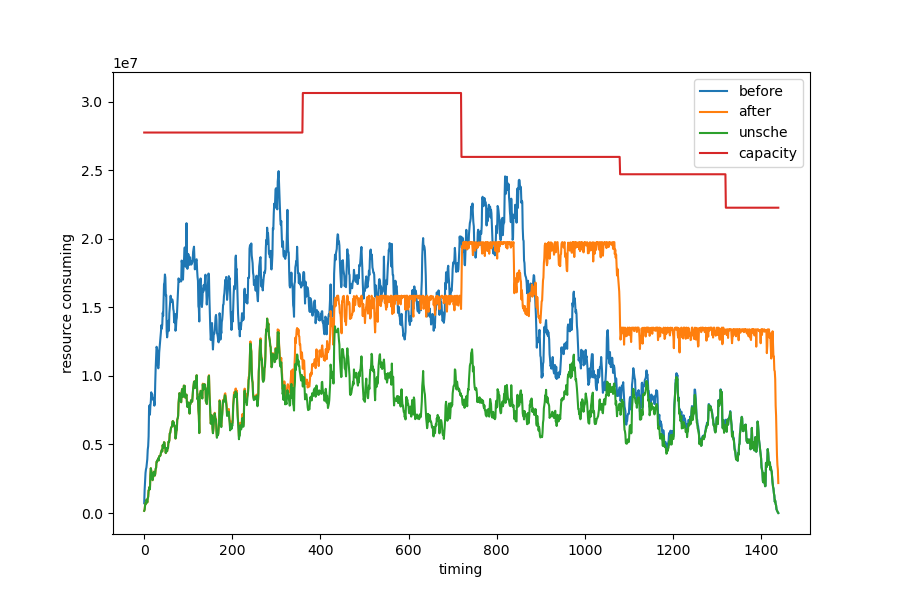 1e7
before
after
unsche
capacity
3.0
2.5
2.0
1.5
1.0
0.5
0.0
resource consuming
0 200 400 600 800 1000 1200 1400
timing